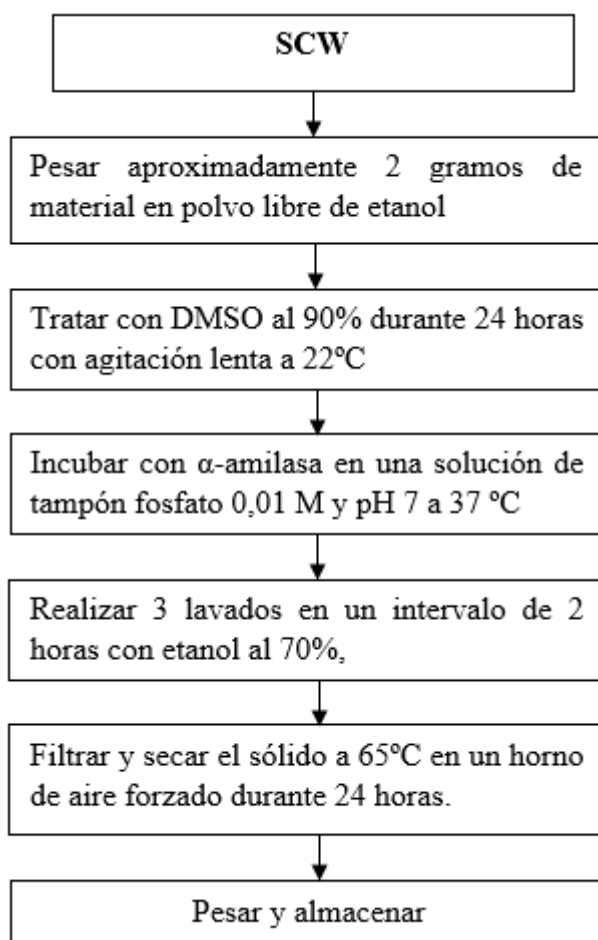 SCW
Pesar aproximadamente 2 gramos de
material en polvo libre de etanol
Tratar con DMSO al 90% durante 24 horas
con agitación lenta a 22ºC
Incubar con α-amilasa en una solución de
tampón fosfato 0,01 M y pH 7 a 37 ºC
Realizar 3 lavados en un intervalo de 2
horas con etanol al 70%,
Filtrar y secar el sólido a 65ºC en un horno
de aire forzado durante 24 horas.
Pesar y almacenar